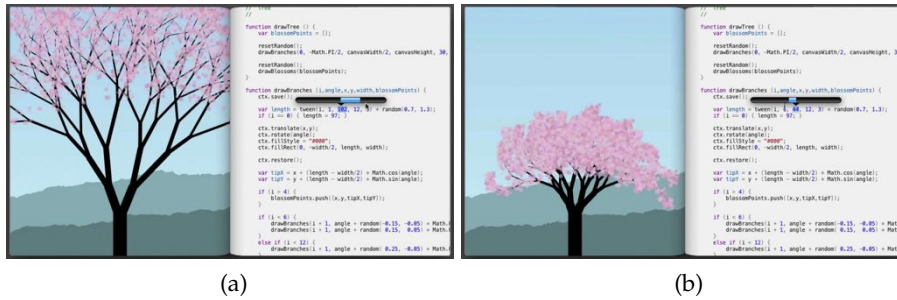 // Tree
//
function drawTree () {
var blossomPoints = [];
resetRandom();
drawBranches(0, -Math.PI/2, canvasWidth/2, canvasHeight, 30,
resetRandom();
drawBlossoms(blossomPoints);
}
function drawBranches (i,angle,x,y,width,blossomPoints) {
ctx.save();
var length = tween(i, 1, 12, 3) * random(0.7, 1.3);
if (i == 0) { length = 97; }
ctx.translate(x,y);
ctx.rotate(angle);
ctx.fillStyle = "#000";
ctx.fillRect(0, -width/2, length, width);
ctx.restore();
var tipX = x + (length - width/2) * Math.cos(angle);
var tipY = y + (length - width/2) * Math.sin(angle);
if (i > 4) {
blossomPoints.push([x,y,tipX,tipY]);
}
if (i < 6) {
drawBranches(i + 1, angle + random(-0.15, -0.05) * Math.
drawBranches(i + 1, angle + random( 0.15, 0.05) * Math.
}
else if (i < 12) {
drawBranches(i + 1, angle + random( 0.25, -0.05) * Math.
(a)
// Tree
//
function drawTree () {
var blossomPoints = [];
resetRandom();
drawBranches(0, -Math.PI/2, canvasWidth/2, canvasHeight, 3
resetRandom();
drawBlossoms(blossomPoints);
}
function drawBranches (i,angle,x,y,width,blossomPoints) {
ctx.save();
var length = tween(i, 12, 3) * random(0.7, 1.3);
if (i == 0) { length = 97; }
ctx.translate(x,y);
ctx.rotate(angle);
ctx.fillStyle = "#000";
ctx.fillRect(0, -width/2, length, width);
ctx.restore();
var tipX = x + (length - width/2) * Math.cos(angle);
var tipY = y + (length - width/2) * Math.sin(angle);
if (i > 4) {
blossomPoints.push([x,y,tipX,tipY]);
}
if (i < 6) {
drawBranches(i + 1, angle + random(-0.15, -0.05) * Math.
drawBranches(i + 1, angle + random( 0.15, 0.05) * Math.
}
else if (i < 12) {
drawBranches(i + 1, angle + random( 0.25, -0.05) * Math.
(b)